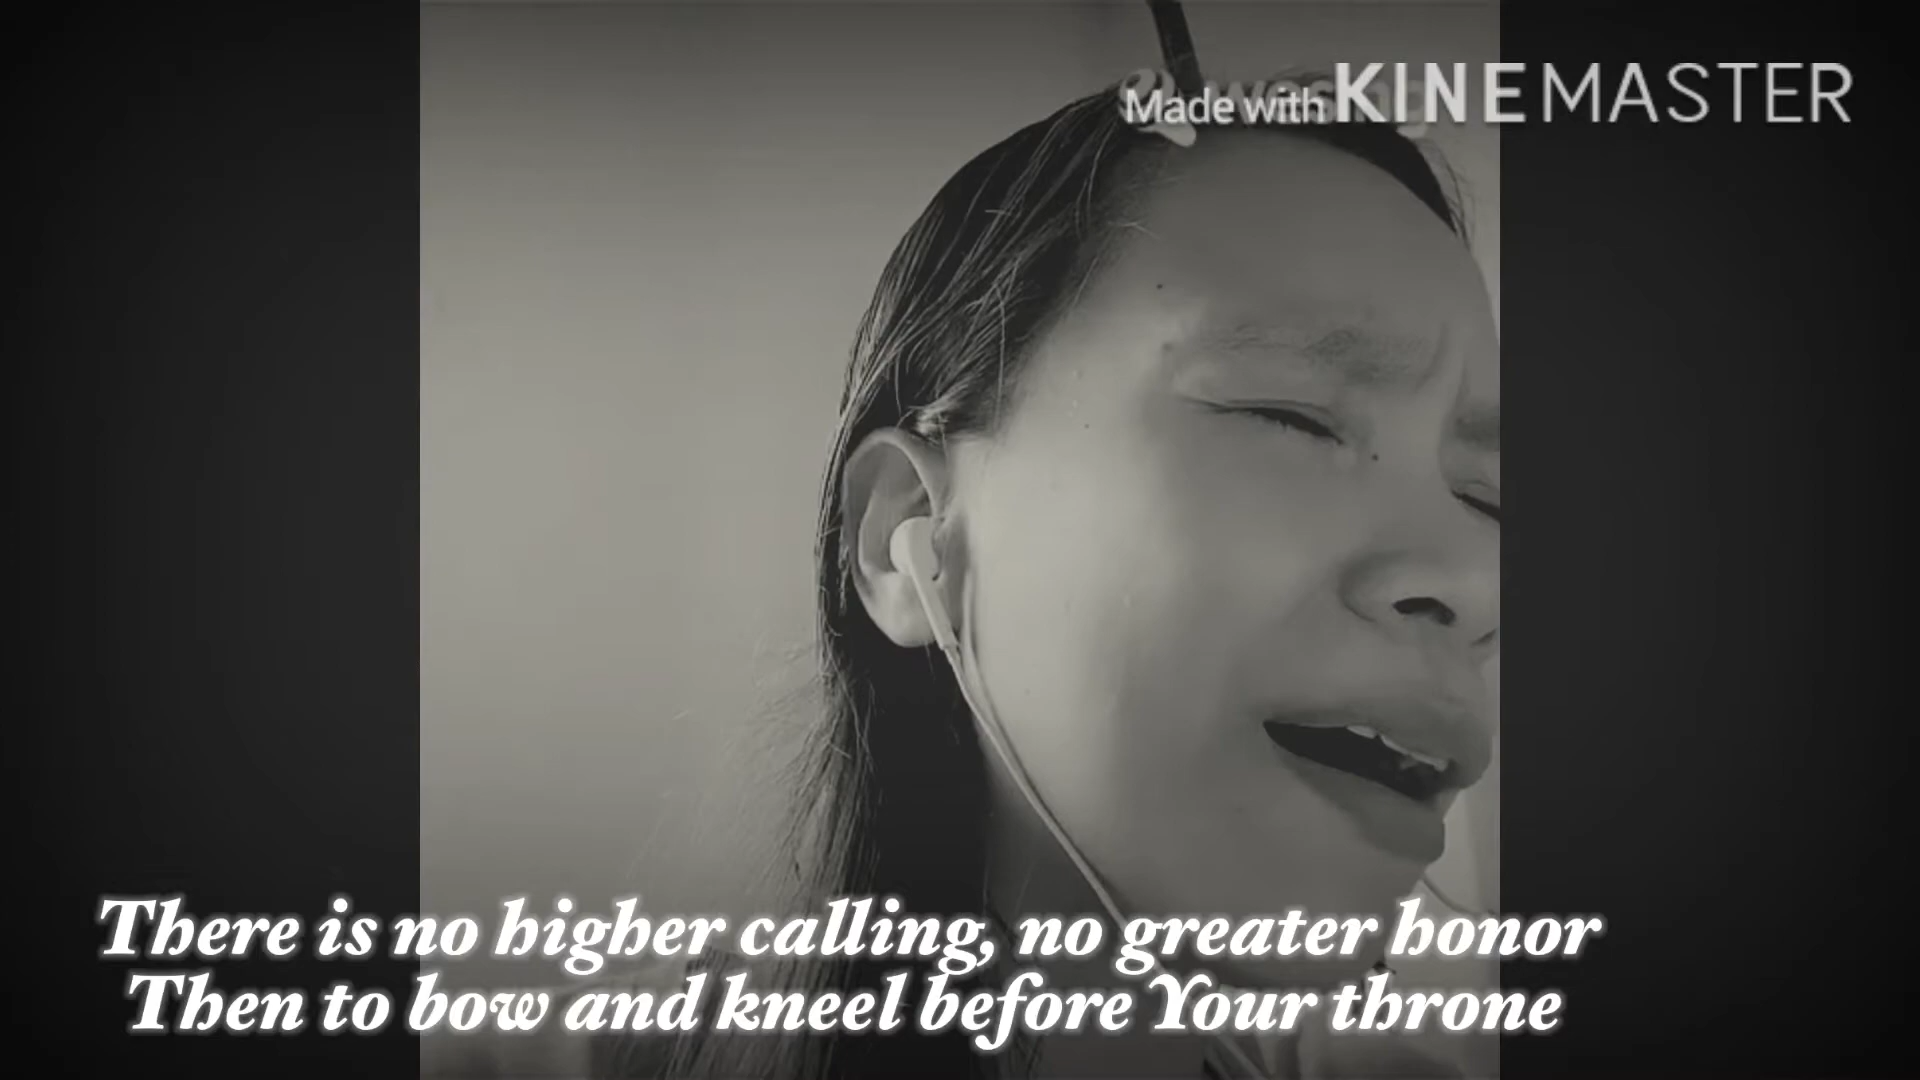 Made with KINEMASTER
There is no higher calling, no greater honor
Then to bow and kneel before Your throne